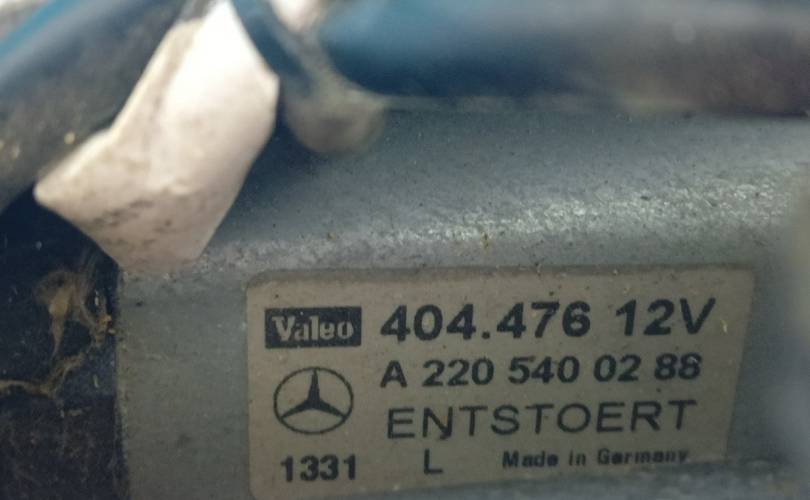 Valeo 404.476 12V
A 220 540 02 88
ENTSTOERT
1331 L Made in Germany